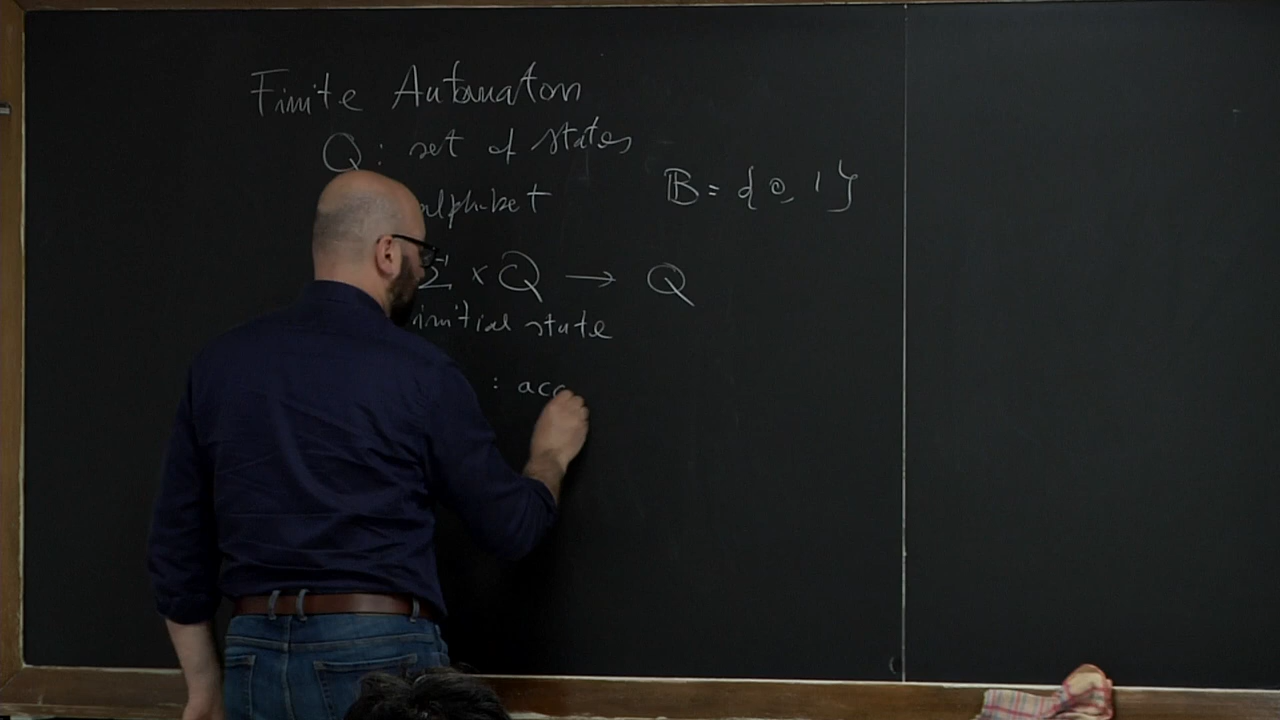 Finite Automaton
Q: set of states
alphabet
B = {0, 1}
Σ × Q → Q
initial state
: acc